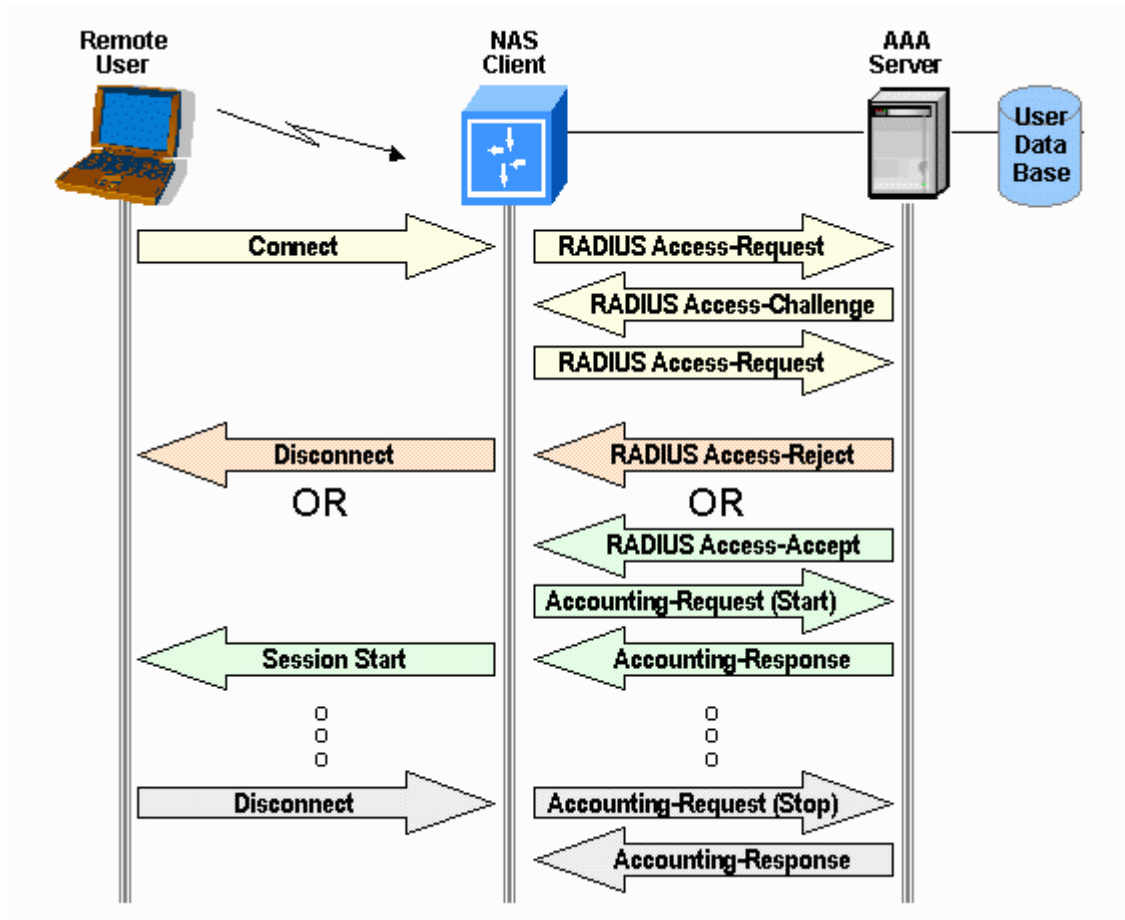 Remote
User
NAS
Client
AAA
Server
User
Data
Base
Connect
RADIUS Access-Request
RADIUS Access-Challenge
RADIUS Access-Request
Disconnect
RADIUS Access-Reject
OR
OR
RADIUS Access-Accept
Accounting-Request (Start)
Session Start
Accounting-Response
Disconnect
Accounting-Request (Stop)
Accounting-Response